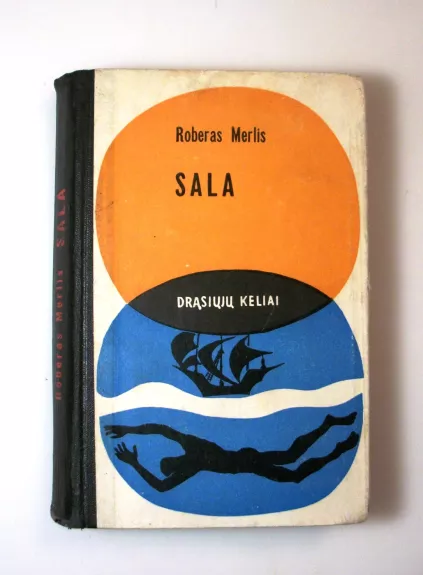 Roberas Merlis
SALA
DRĄSIŲJŲ KELIAI
Roberas Merlis SALA